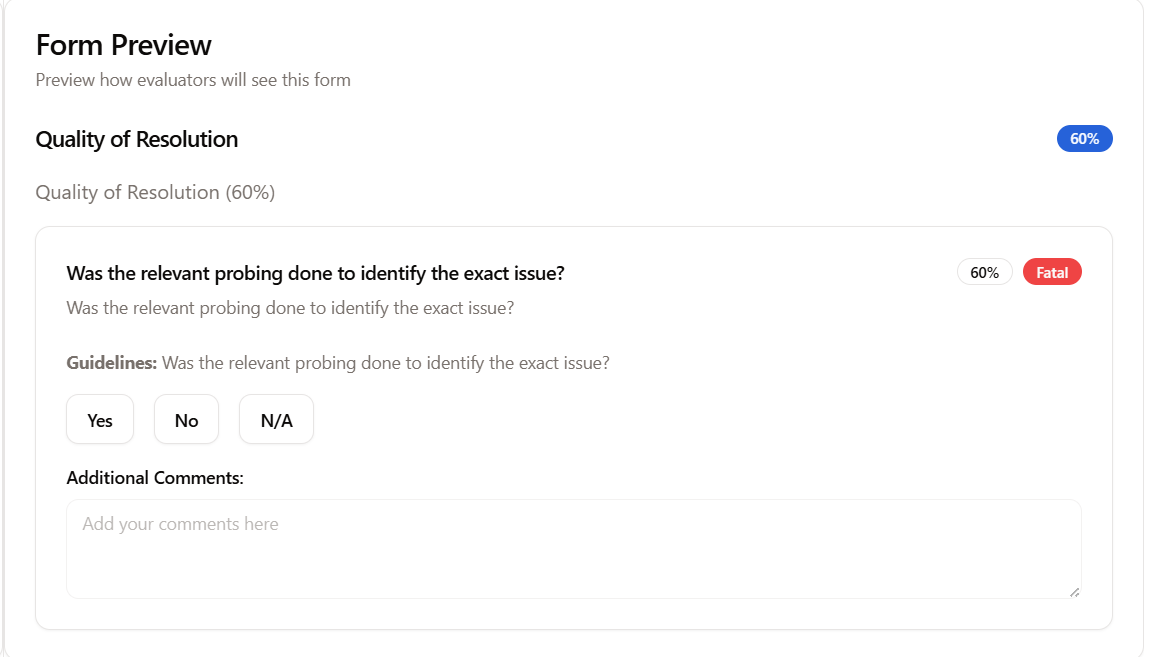 Form Preview
Preview how evaluators will see this form
Quality of Resolution 60%
Quality of Resolution (60%)
Was the relevant probing done to identify the exact issue? 60% Fatal
Was the relevant probing done to identify the exact issue?
Guidelines: Was the relevant probing done to identify the exact issue?
Yes No N/A
Additional Comments:
Add your comments here